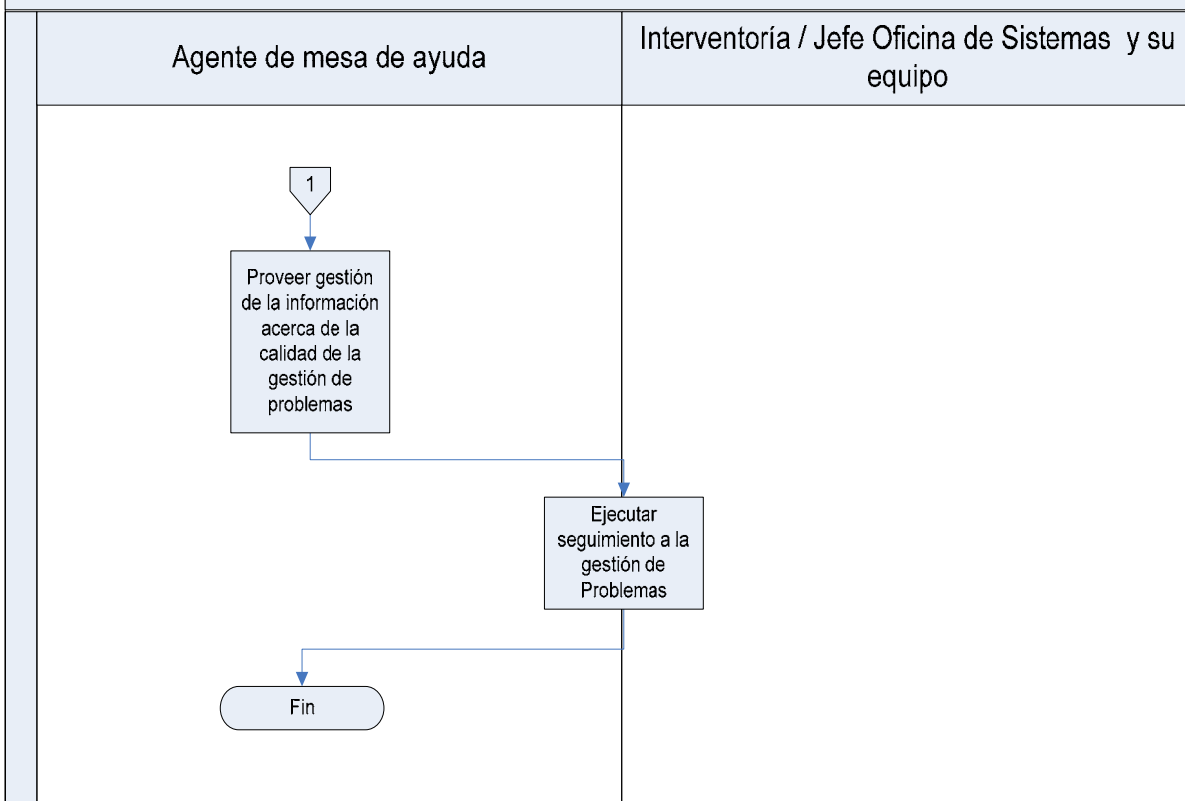 Agente de mesa de ayuda
Interventoría / Jefe Oficina de Sistemas y su
equipo
1
Proveer gestión
de la información
acerca de la
calidad de la
gestión de
problemas
Ejecutar
seguimiento a la
gestión de
Problemas
Fin